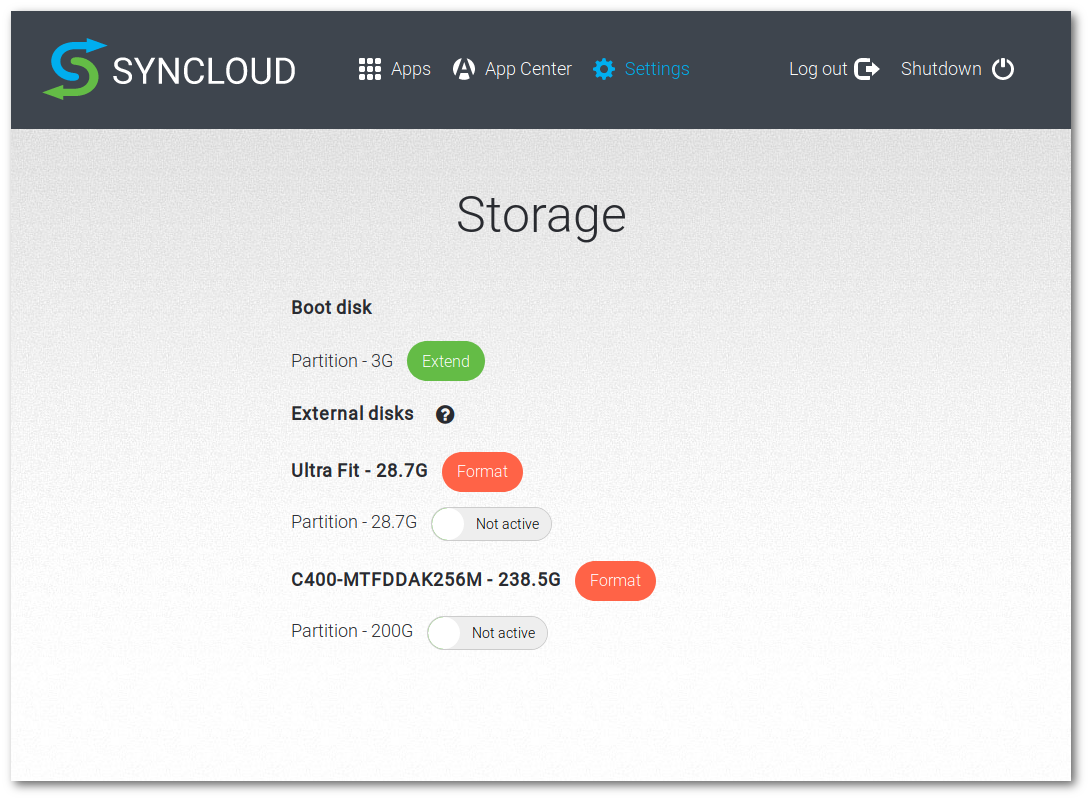 SYNCLOUD Apps App Center Settings Log out Shutdown
Storage
Boot disk
Partition - 3G Extend
External disks ?
Ultra Fit - 28.7G Format
Partition - 28.7G Not active
C400-MTFDDAK256M - 238.5G Format
Partition - 200G Not active